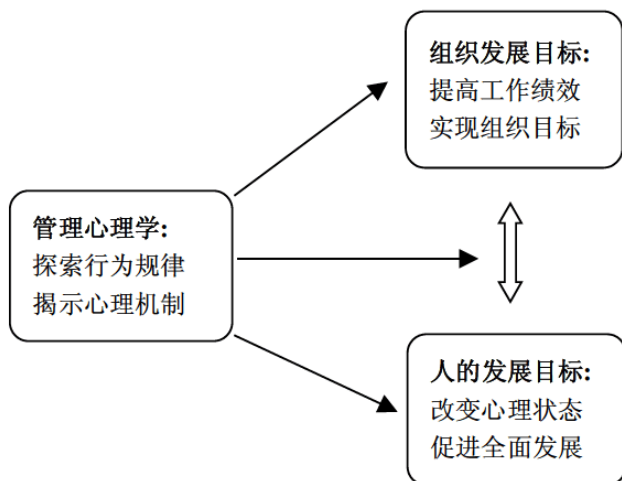 组织发展目标:
提高工作绩效
实现组织目标
管理心理学:
探索行为规律
揭示心理机制
人的发展目标:
改变心理状态
促进全面发展